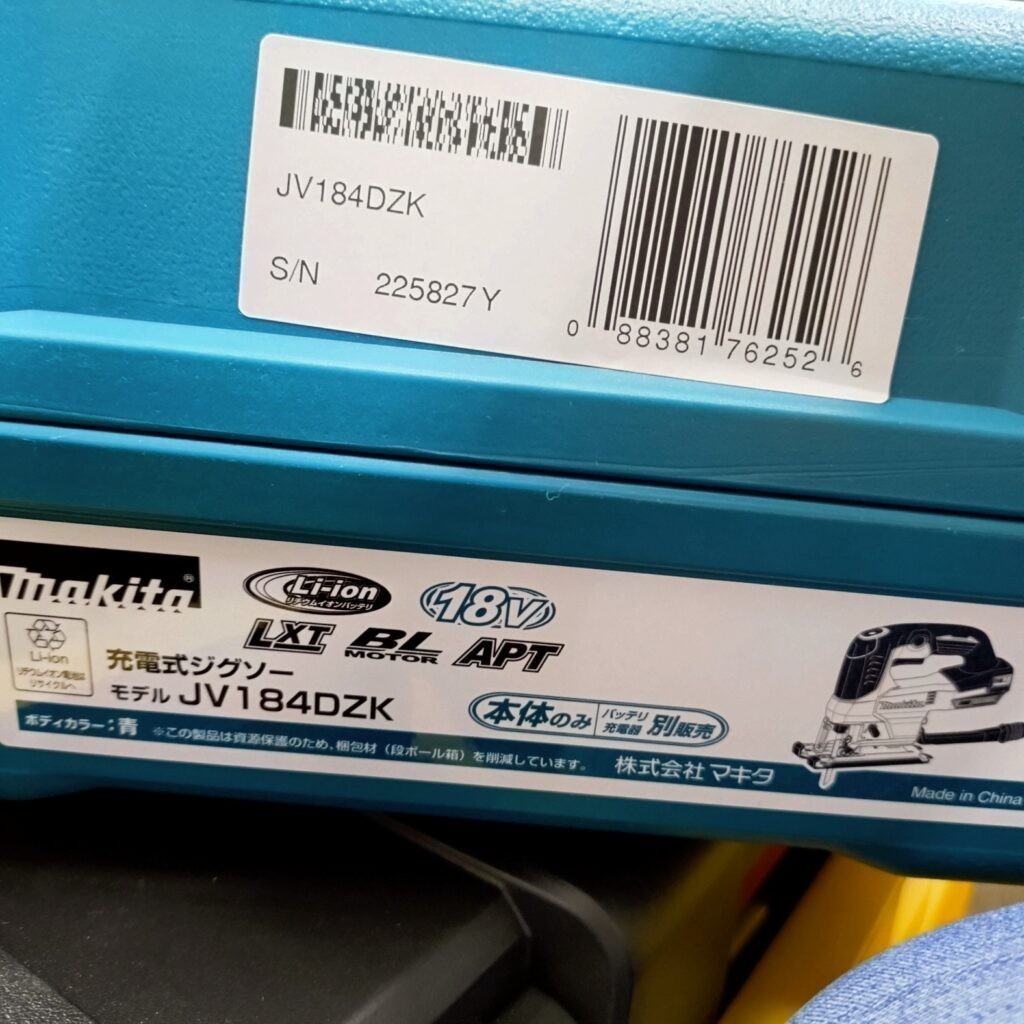 JV184DZK
S/N 225827Y
0 88381 76252 6
makita®
Li-ion
リチウムイオンバッテリ
18V
LXT BL MOTOR APT
Li-ion
リチウムイオン電池は
リサイクルへ
充電式ジグソー
モデル JV184DZK
本体のみ バッテリ 充電器 別販売
makita
ボディカラー:青 ※この製品は資源保護のため、梱包材(段ボール箱)を削減しています。 株式会社マキタ
Made in China